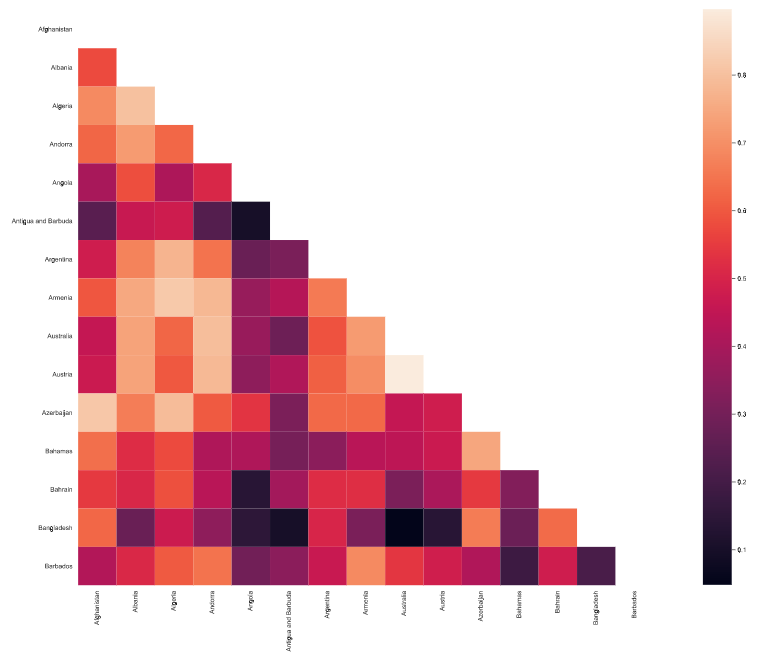 Afghanistan
Albania
Algeria
Andorra
Angola
Antigua and Barbuda
Argentina
Armenia
Australia
Austria
Azerbaijan
Bahamas
Bahrain
Bangladesh
Barbados
0.8
0.7
0.6
0.5
0.4
0.3
0.2
0.1
Afghanistan
Albania
Algeria
Andorra
Angola
Antigua and Barbuda
Argentina
Armenia
Australia
Austria
Azerbaijan
Bahamas
Bahrain
Bangladesh
Barbados